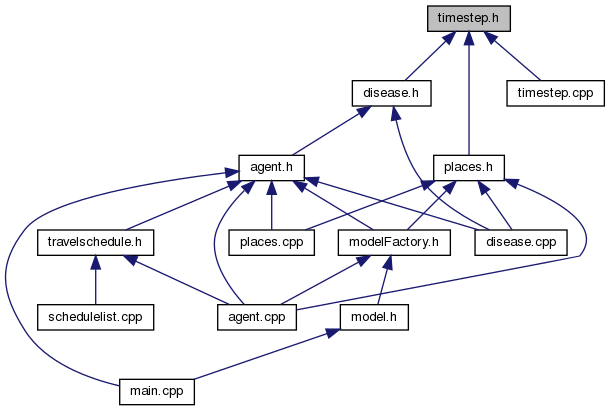 timestep.h
disease.h
timestep.cpp
agent.h
places.h
travelschedule.h
places.cpp
modelFactory.h
disease.cpp
schedulelist.cpp
agent.cpp
model.h
main.cpp